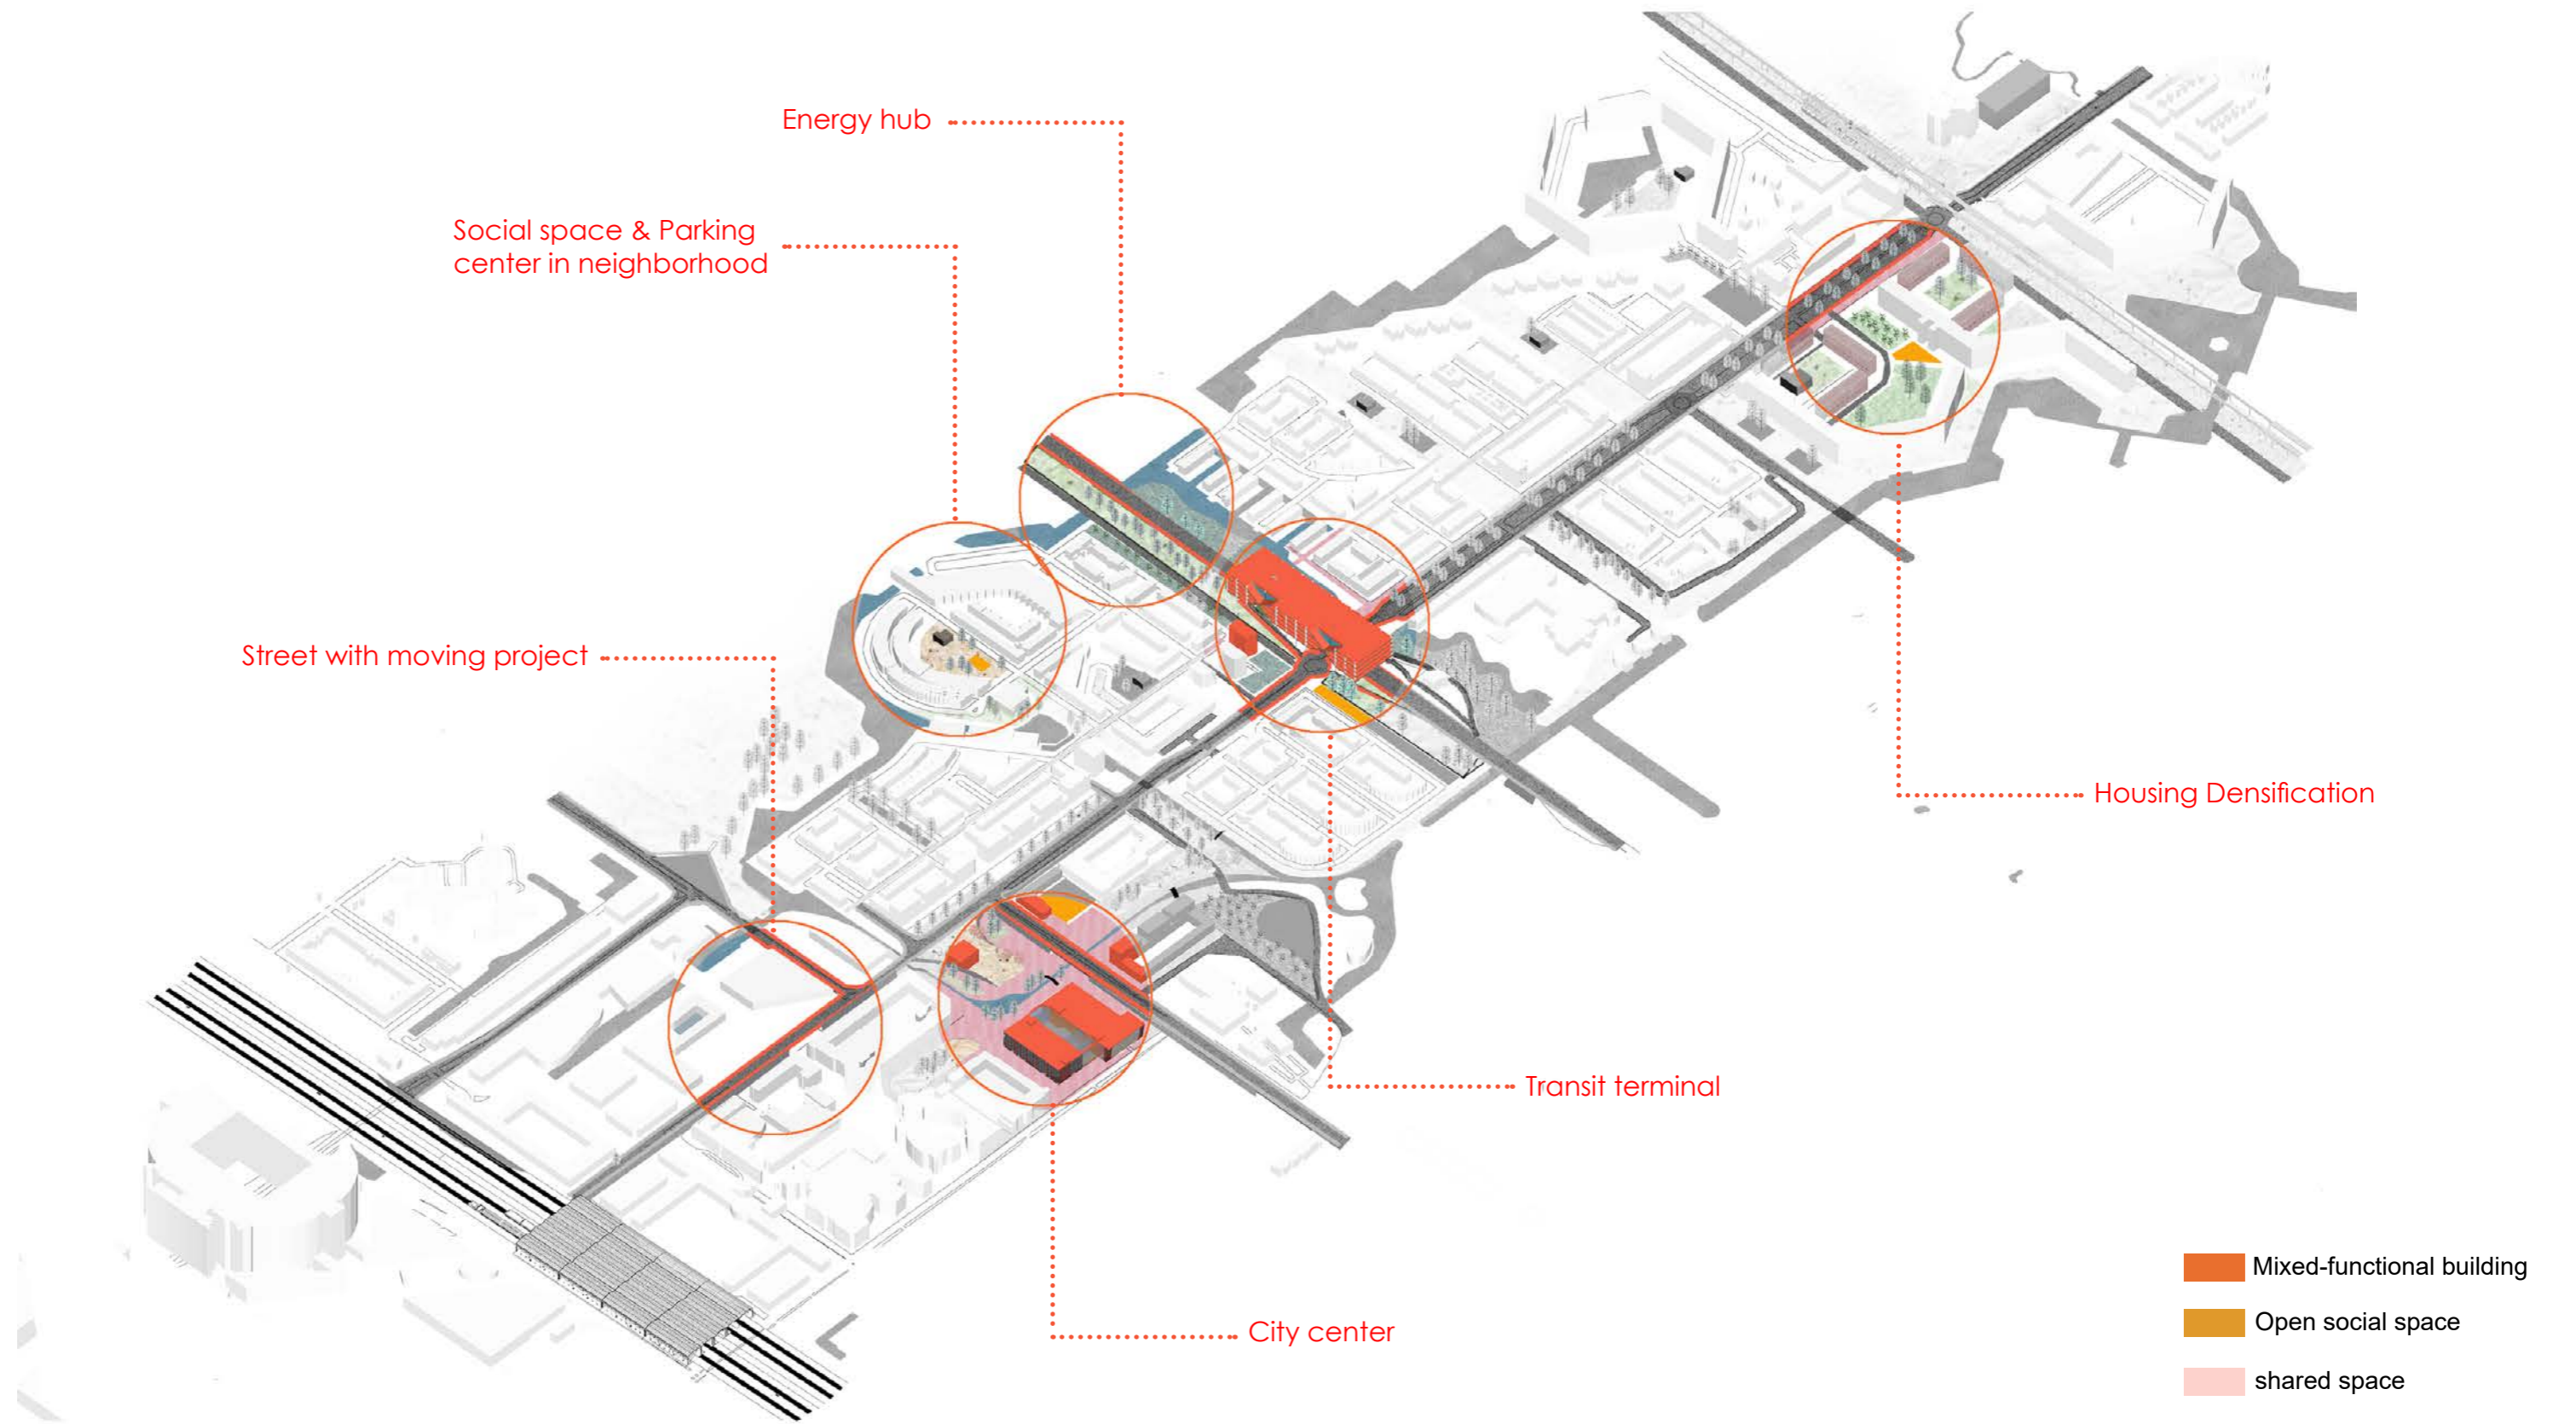 Energy hub
Social space & Parking
center in neighborhood
Street with moving project
Housing Densification
Transit terminal
City center
Mixed-functional building
Open social space
shared space